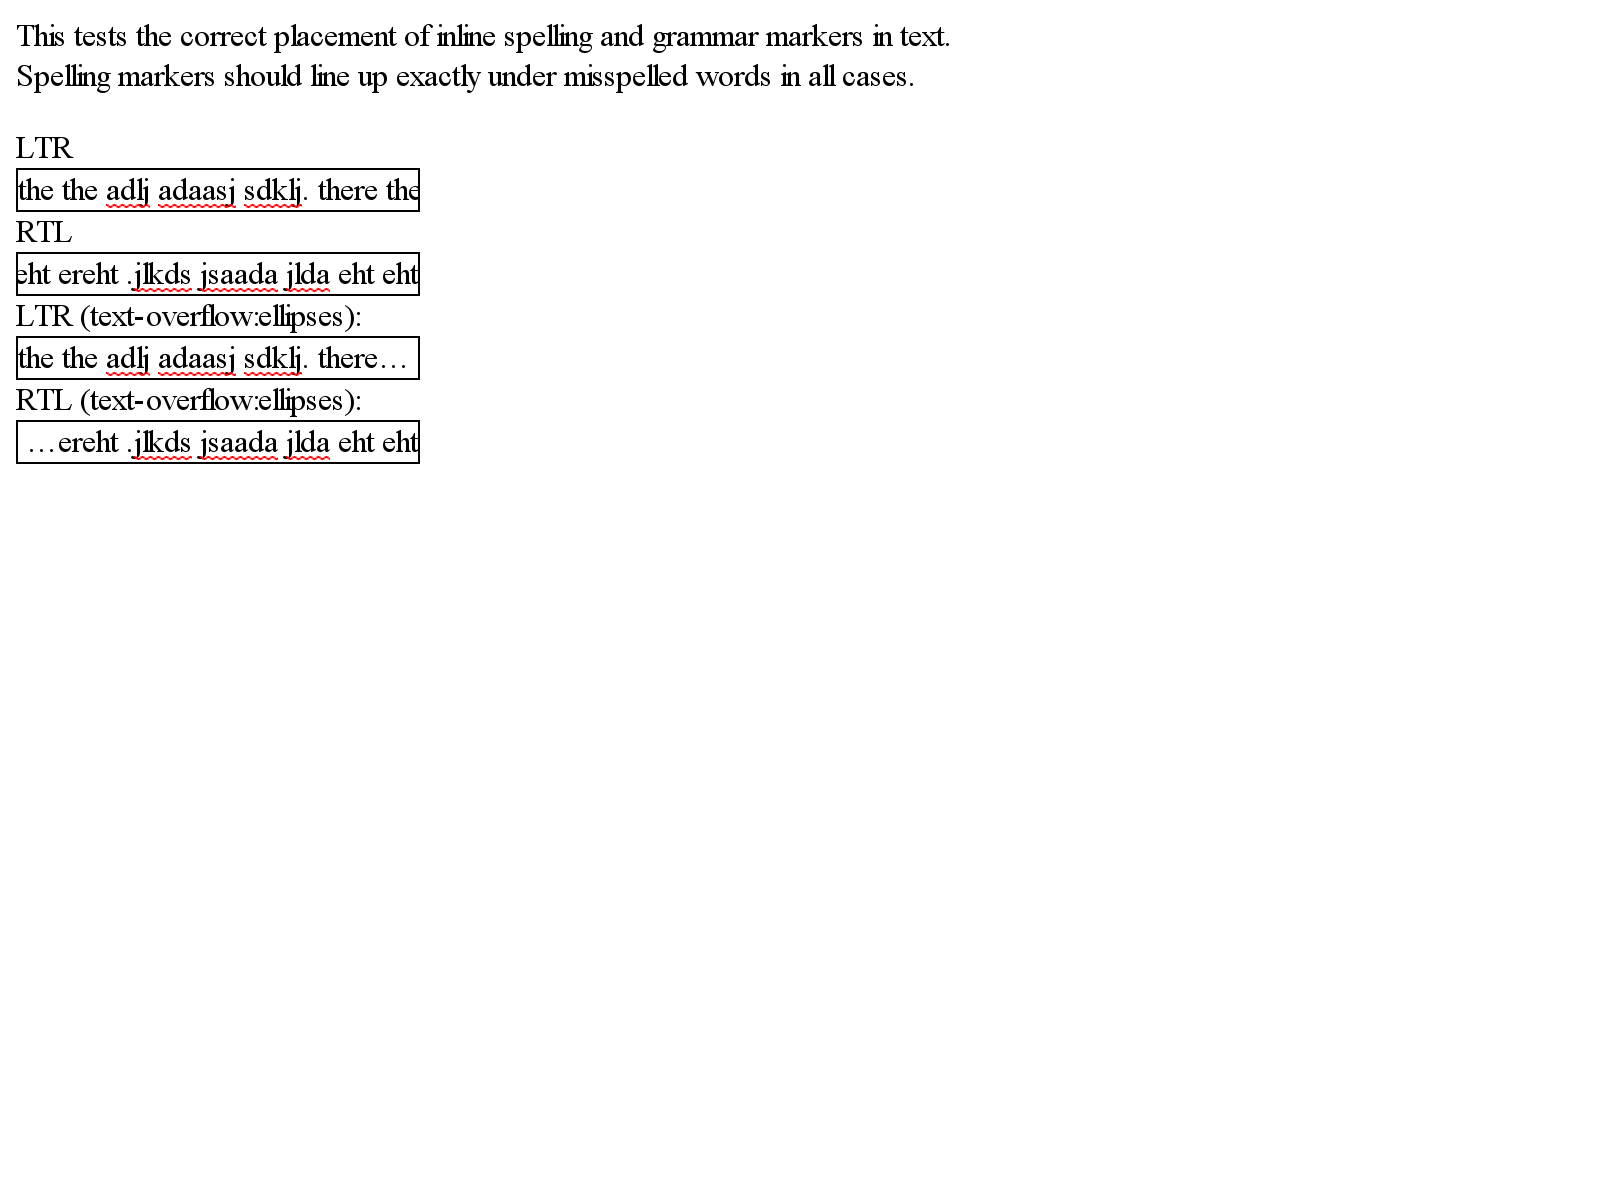 This tests the correct placement of inline spelling and grammar markers in text.
Spelling markers should line up exactly under misspelled words in all cases.
LTR
the the adlj adaasj sdklj. there the
RTL
eht ereht .jlkds jsaada jlda eht eht
LTR (text-overflow:ellipses):
the the adlj adaasj sdklj. there…
RTL (text-overflow:ellipses):
…ereht .jlkds jsaada jlda eht eht